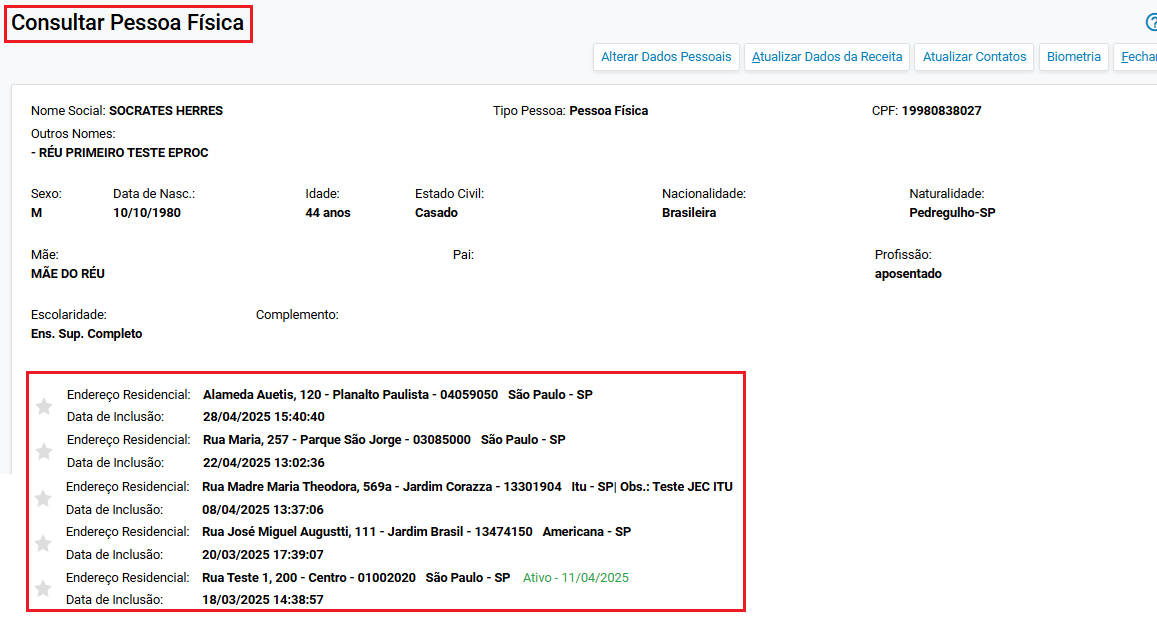 Consultar Pessoa Física
Alterar Dados Pessoais Atualizar Dados da Receita Atualizar Contatos Biometria Fechar
Nome Social: SOCRATES HERRES Tipo Pessoa: Pessoa Física CPF: 19980838027
Outros Nomes:
- RÉU PRIMEIRO TESTE EPROC
Sexo: Data de Nasc.: Idade: Estado Civil: Nacionalidade: Naturalidade:
M 10/10/1980 44 anos Casado Brasileira Pedregulho-SP
Mãe: Pai: Profissão:
MÃE DO RÉU aposentado
Escolaridade: Complemento:
Ens. Sup. Completo
Endereço Residencial: Alameda Auetis, 120 - Planalto Paulista - 04059050 São Paulo - SP
Data de Inclusão: 28/04/2025 15:40:40
Endereço Residencial: Rua Maria, 257 - Parque São Jorge - 03085000 São Paulo - SP
Data de Inclusão: 22/04/2025 13:02:36
Endereço Residencial: Rua Madre Maria Theodora, 569a - Jardim Corazza - 13301904 Itu - SP| Obs.: Teste JEC ITU
Data de Inclusão: 08/04/2025 13:37:06
Endereço Residencial: Rua José Miguel Augustti, 111 - Jardim Brasil - 13474150 Americana - SP
Data de Inclusão: 20/03/2025 17:39:07
Endereço Residencial: Rua Teste 1, 200 - Centro - 01002020 São Paulo - SP Ativo - 11/04/2025
Data de Inclusão: 18/03/2025 14:38:57